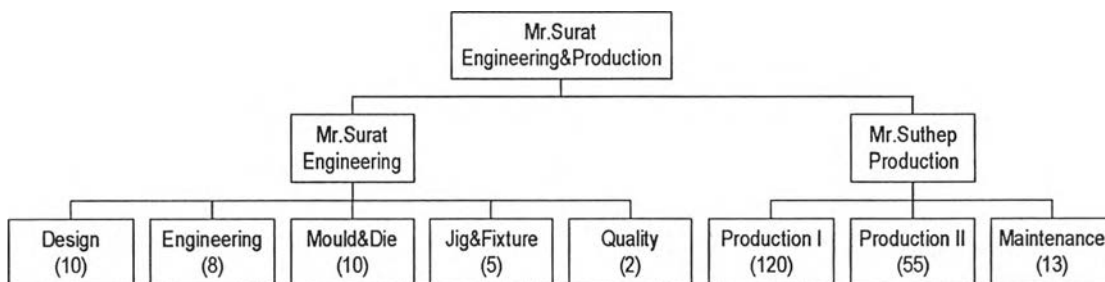 Mr.Surat
Engineering&Production
Mr.Surat
Engineering
Mr.Suthep
Production
Design
(10)
Engineering
(8)
Mould&Die
(10)
Jig&Fixture
(5)
Quality
(2)
Production I
(120)
Production II
(55)
Maintenance
(13)